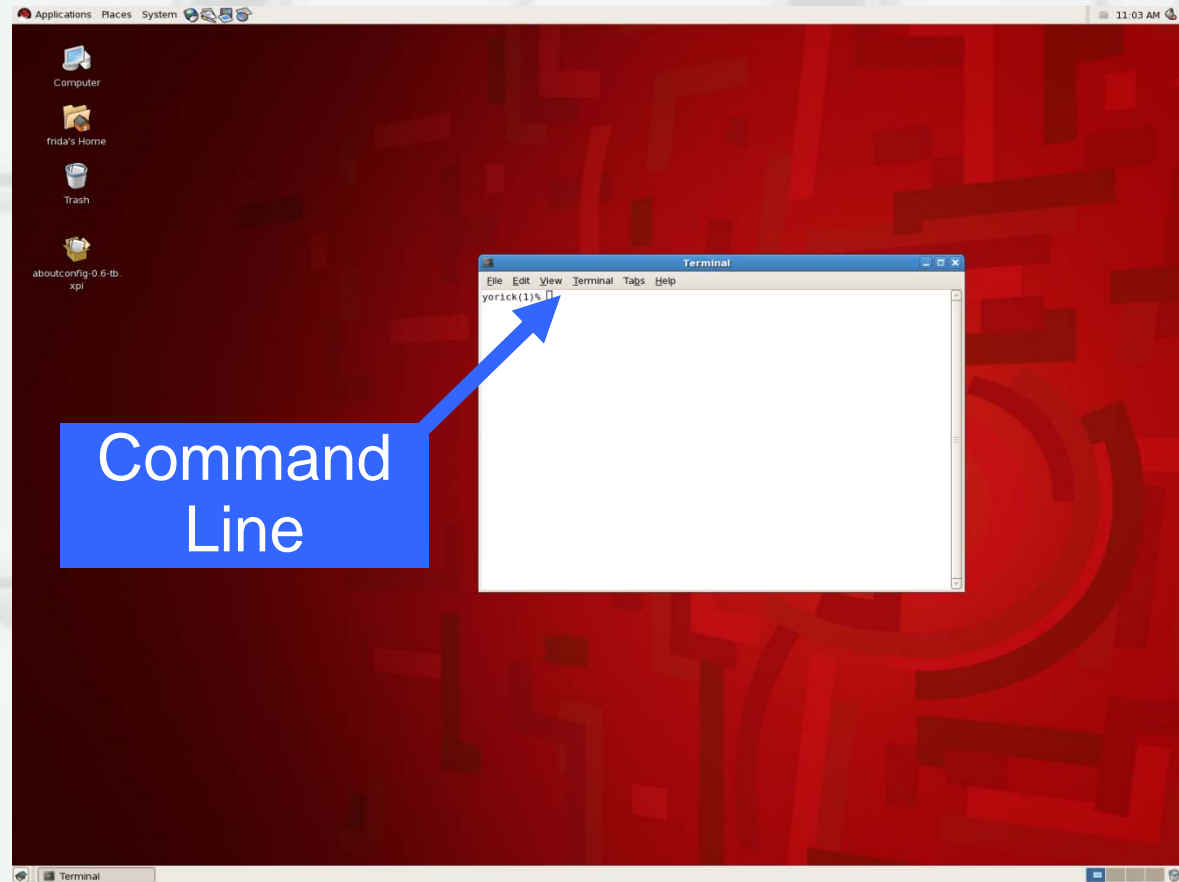 Applications Places System
11:03 AM
Computer
frida's Home
Trash
aboutconfig-0.6-tb.
xpi
Terminal
File Edit View Terminal Tabs Help
yorick(1)%
Command
Line
Terminal